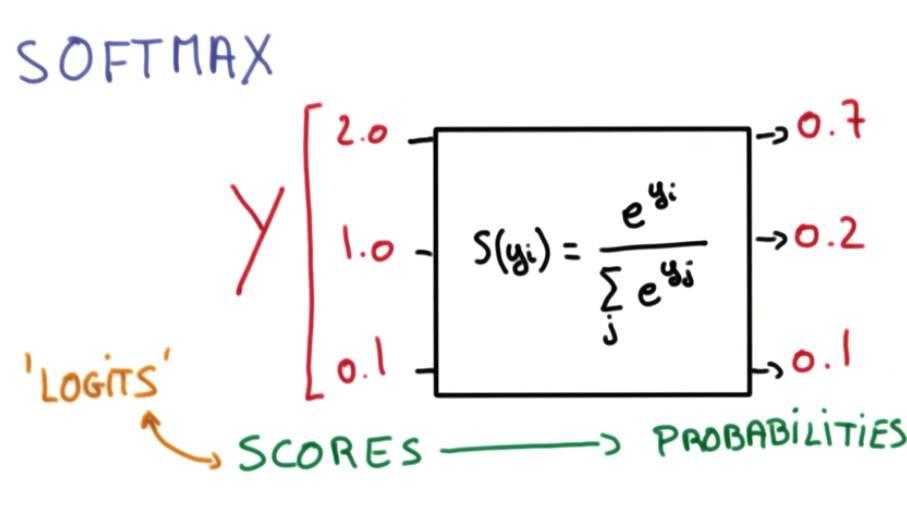 SOFTMAX
Y
2.0 → 0.7
1.0 → 0.2
0.1 → 0.1
S(yi) = e^yi / ∑j e^yj
'LOGITS'
SCORES → PROBABILITIES